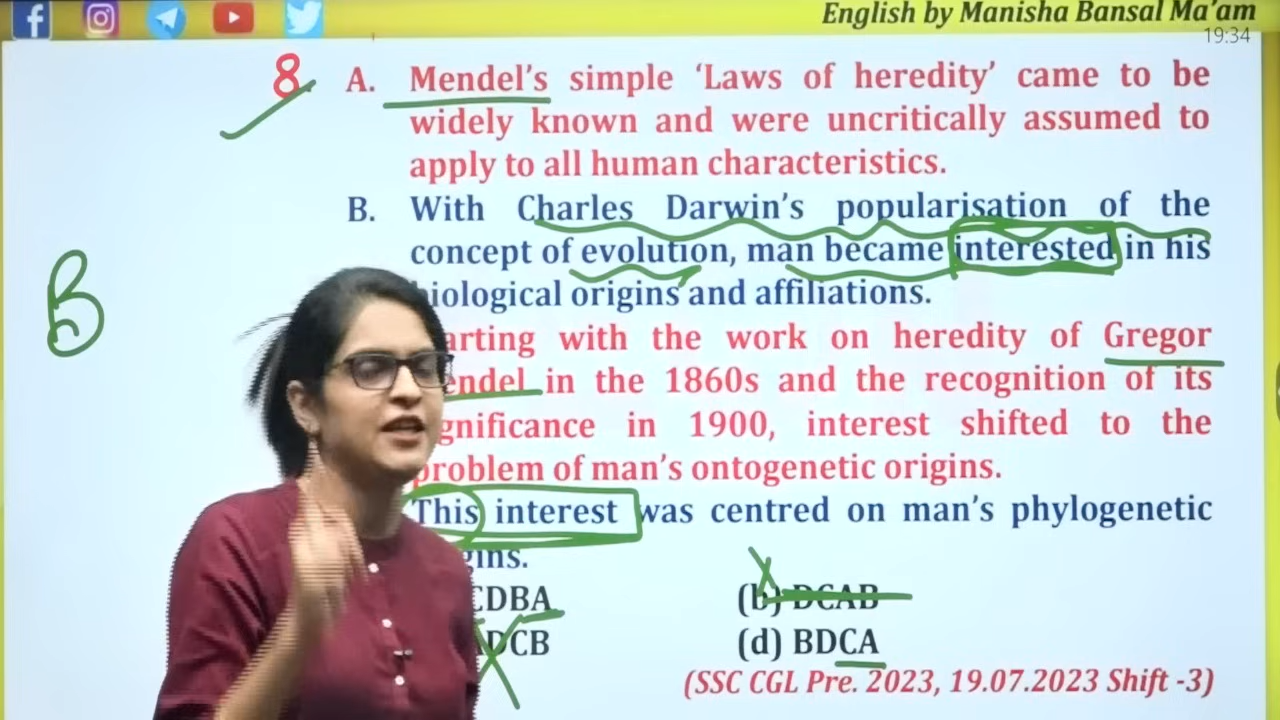 English by Manisha Bansal Ma'am
19:34
8 A. Mendel's simple 'Laws of heredity' came to be
widely known and were uncritically assumed to
apply to all human characteristics.
B. With Charles Darwin's popularisation of the
B
concept of evolution, man became interested in his
biological origins and affiliations.
with the work on heredity of Gregor
in the 1860s and the recognition of its
in 1900, interest shifted to the
problem of man's ontogenetic origins.
This interest was centred on man's phylogenetic
CDBA (b) DCAB
DCB (d) BDCA
(SSC CGL Pre. 2023, 19.07.2023 Shift -3)